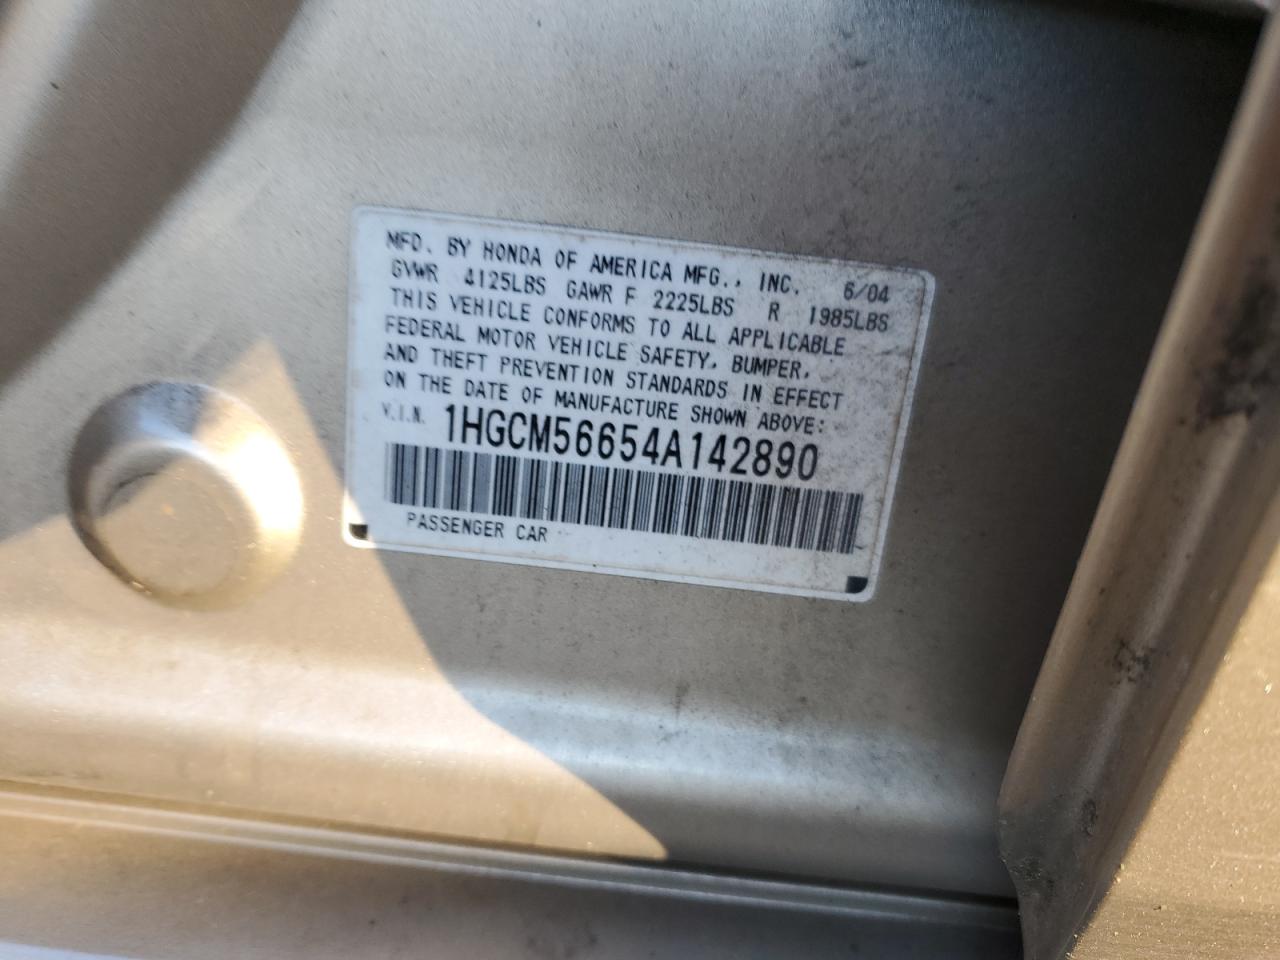 MFD. BY HONDA OF AMERICA MFG., INC. 6/04
GVWR 4125LBS GAWR F 2225LBS R 1985LBS
THIS VEHICLE CONFORMS TO ALL APPLICABLE
FEDERAL MOTOR VEHICLE SAFETY, BUMPER,
AND THEFT PREVENTION STANDARDS IN EFFECT
ON THE DATE OF MANUFACTURE SHOWN ABOVE:
V.I.N. 1HGCM56654A142890
PASSENGER CAR